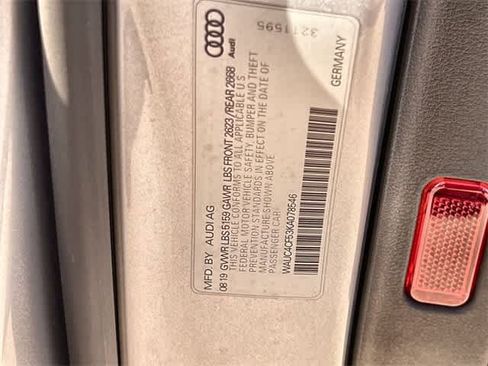 Audi
3211595
MFD. BY AUDI AG
08 19 GVWR LBS 5159 GAWR LBS FRONT 2623 /REAR 2668
THIS VEHICLE CONFORMS TO ALL APPLICABLE U.S.
FEDERAL MOTOR VEHICLE SAFETY, BUMPER AND THEFT
PREVENTION STANDARDS IN EFFECT ON THE DATE OF
MANUFACTURE SHOWN ABOVE
PASSENGER CAR
WAUC4CF53KA078546
GERMANY